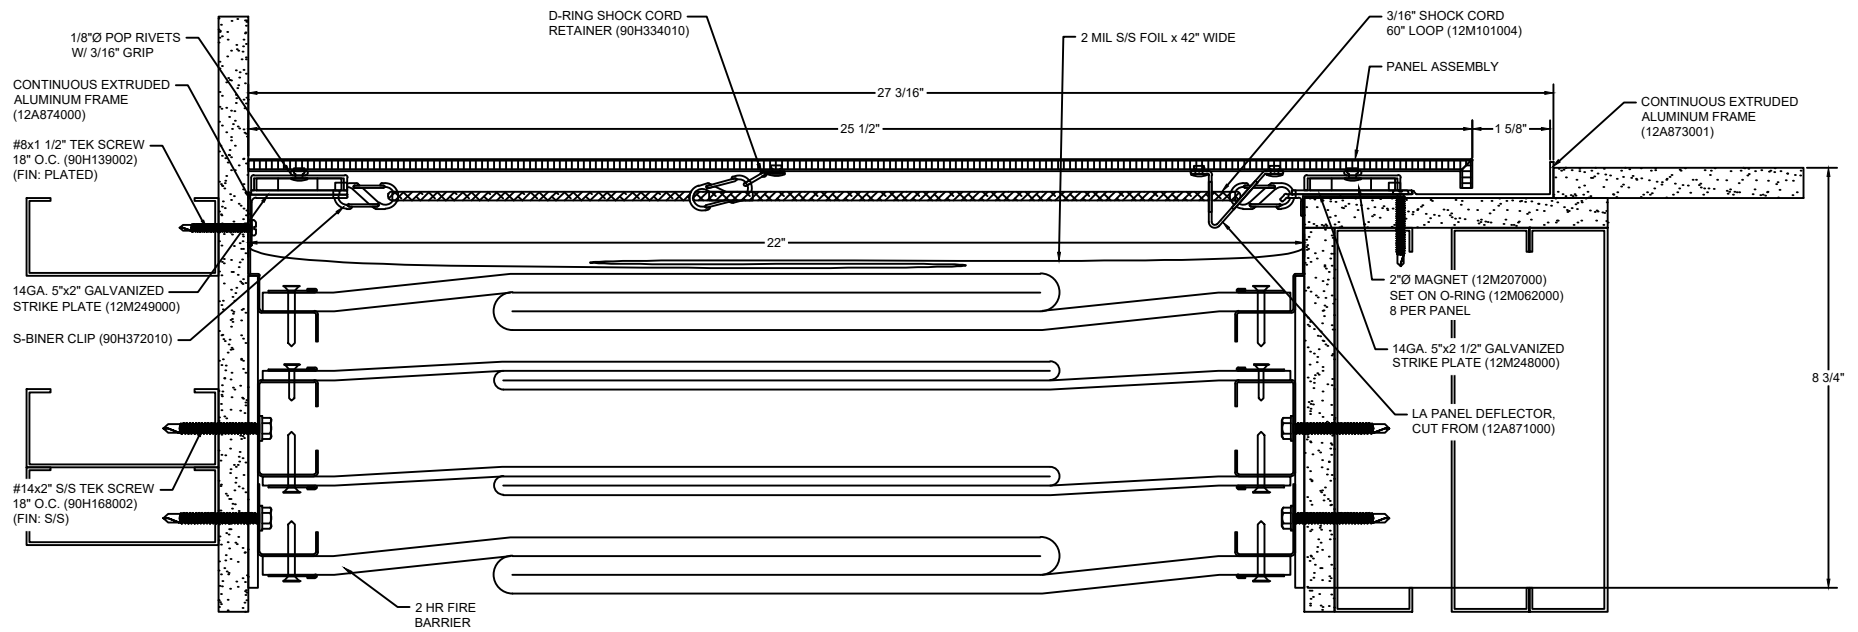 D-RING SHOCK CORD
RETAINER (90H334010)
3/16" SHOCK CORD
60" LOOP (12M101004)
1/8"Ø POP RIVETS
W/ 3/16" GRIP
2 MIL S/S FOIL x 42" WIDE
PANEL ASSEMBLY
CONTINUOUS EXTRUDED
ALUMINUM FRAME
(12A874000)
27 3/16"
CONTINUOUS EXTRUDED
ALUMINUM FRAME
(12A873001)
25 1/2"
1 5/8"
#8x1 1/2" TEK SCREW
18" O.C. (90H139002)
(FIN: PLATED)
22"
14GA. 5"x2" GALVANIZED
STRIKE PLATE (12M249000)
2"Ø MAGNET (12M207000)
SET ON O-RING (12M062000)
8 PER PANEL
S-BINER CLIP (90H372010)
14GA. 5"x2 1/2" GALVANIZED
STRIKE PLATE (12M248000)
8 3/4"
LA PANEL DEFLECTOR,
CUT FROM (12A871000)
#14x2" S/S TEK SCREW
18" O.C. (90H168002)
(FIN: S/S)
2 HR FIRE
BARRIER